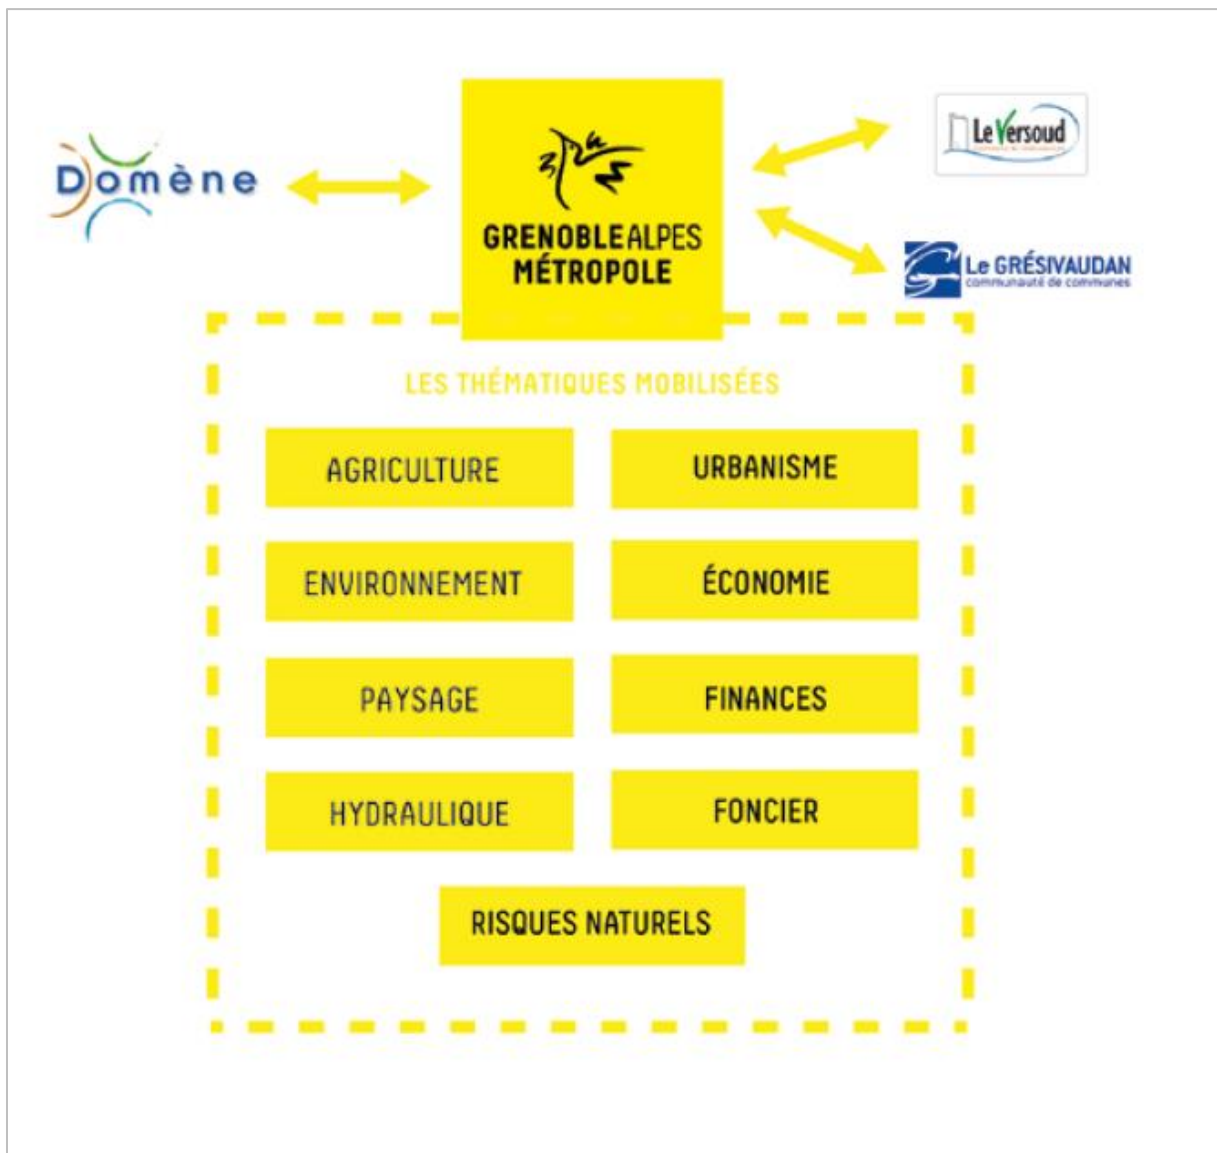 Domène
GRENOBLEALPES
MÉTROPOLE
Le Versoud
Le GRÉSIVAUDAN
communauté de communes
LES THÉMATIQUES MOBILISÉES
AGRICULTURE
URBANISME
ENVIRONNEMENT
ÉCONOMIE
PAYSAGE
FINANCES
HYDRAULIQUE
FONCIER
RISQUES NATURELS